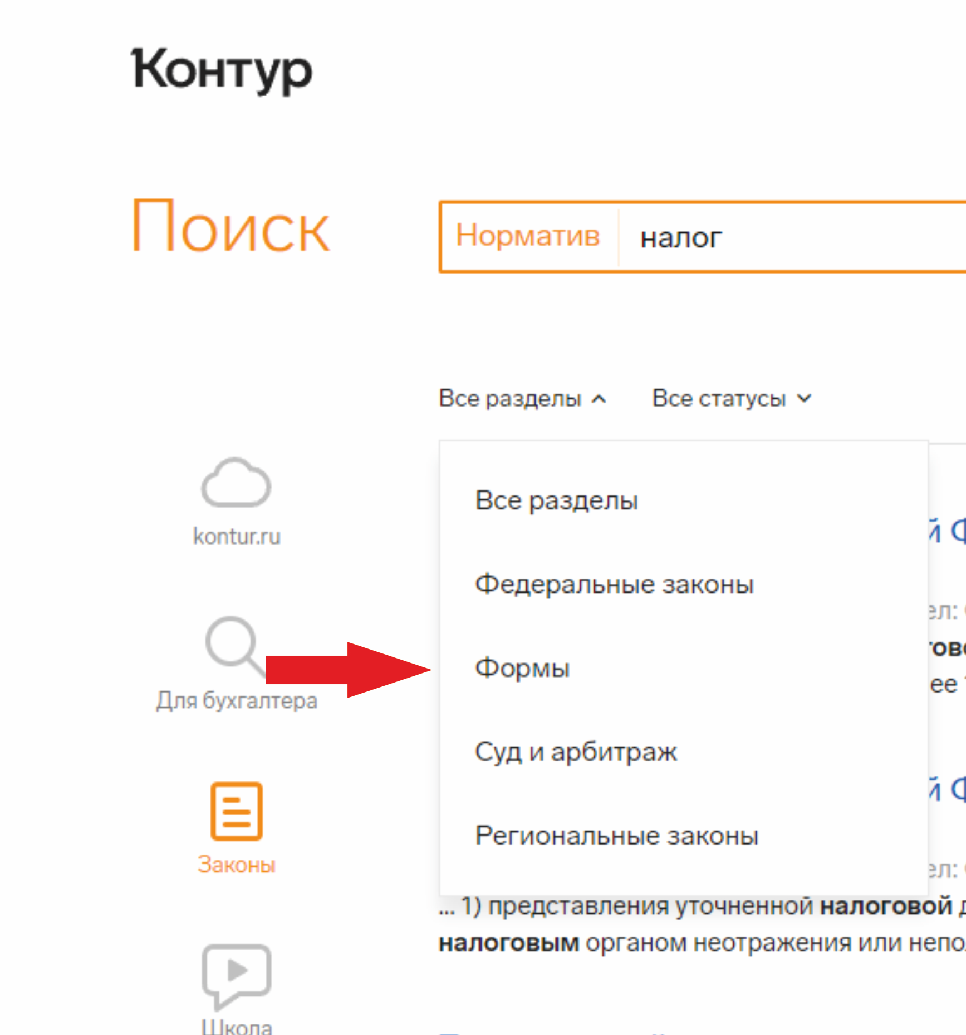 Контур
Поиск
Норматив налог
Все разделы Все статусы
kontur.ru
Для бухгалтера
Законы
Школа
Все разделы
Федеральные законы
Формы
Суд и арбитраж
Региональные законы
... 1) представления уточненной налоговой
налоговым органом неотражения или